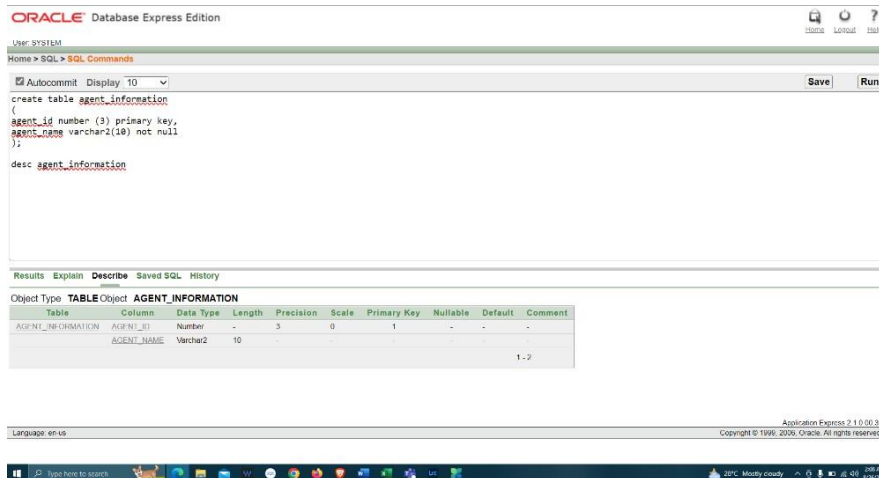 ORACLE Database Express Edition
Home Logout
User: SYSTEM
Home > SQL > SQL Commands
Autocommit Display 10
Save Run
create table agent_information
(
agent_id number (3) primary key,
agent_name varchar2(10) not null
);
desc agent_information
Results Explain Describe Saved SQL History
Object Type TABLE Object AGENT_INFORMATION
Table Column Data Type Length Precision Scale Primary Key Nullable Default Comment
AGENT_INFORMATION AGENT_ID Number - 3 0 1 - - -
AGENT_NAME Varchar2 10 - - - - - -
1 - 2
Application Express 2.1.0.00.3
Language: en-us Copyright © 1999, 2006, Oracle. All rights reserved
Type here to search 28°C Mostly cloudy